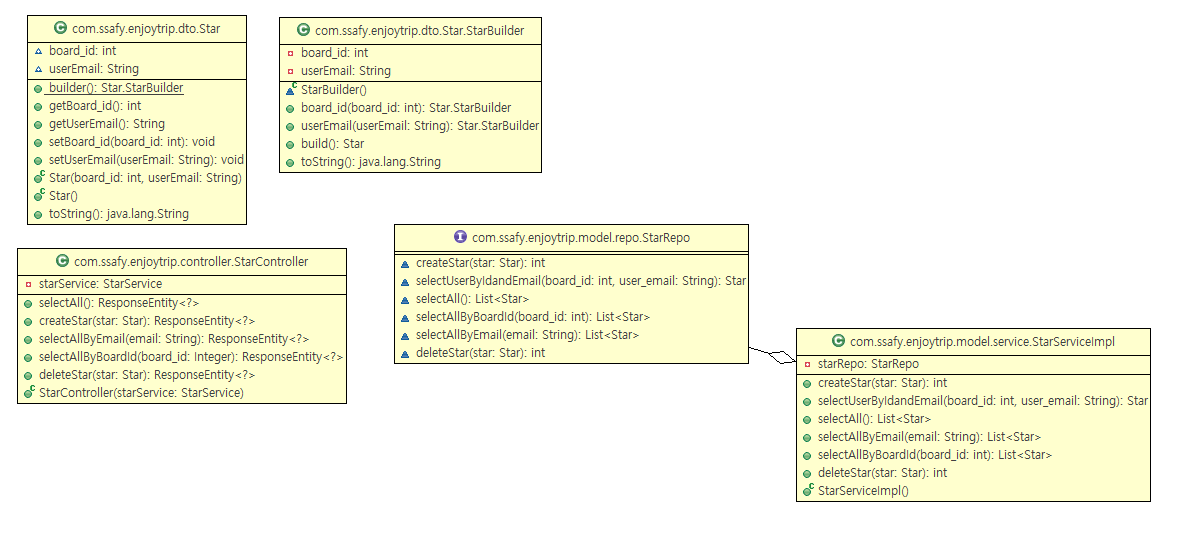 com.ssafy.enjoytrip.dto.Star
board_id: int
userEmail: String
builder(): Star.StarBuilder
getBoard_id(): int
getUserEmail(): String
setBoard_id(board_id: int): void
setUserEmail(userEmail: String): void
Star(board_id: int, userEmail: String)
Star()
toString(): java.lang.String
com.ssafy.enjoytrip.dto.Star.StarBuilder
board_id: int
userEmail: String
StarBuilder()
board_id(board_id: int): Star.StarBuilder
userEmail(userEmail: String): Star.StarBuilder
build(): Star
toString(): java.lang.String
com.ssafy.enjoytrip.controller.StarController
starService: StarService
selectAll(): ResponseEntity<?>
createStar(star: Star): ResponseEntity<?>
selectAllByEmail(email: String): ResponseEntity<?>
selectAllByBoardId(board_id: Integer): ResponseEntity<?>
deleteStar(star: Star): ResponseEntity<?>
StarController(starService: StarService)
com.ssafy.enjoytrip.model.repo.StarRepo
createStar(star: Star): int
selectUserByIdandEmail(board_id: int, user_email: String): Star
selectAll(): List<Star>
selectAllByBoardId(board_id: int): List<Star>
selectAllByEmail(email: String): List<Star>
deleteStar(star: Star): int
com.ssafy.enjoytrip.model.service.StarServiceImpl
starRepo: StarRepo
createStar(star: Star): int
selectUserByIdandEmail(board_id: int, user_email: String): Star
selectAll(): List<Star>
selectAllByEmail(email: String): List<Star>
selectAllByBoardId(board_id: int): List<Star>
deleteStar(star: Star): int
StarServiceImpl()